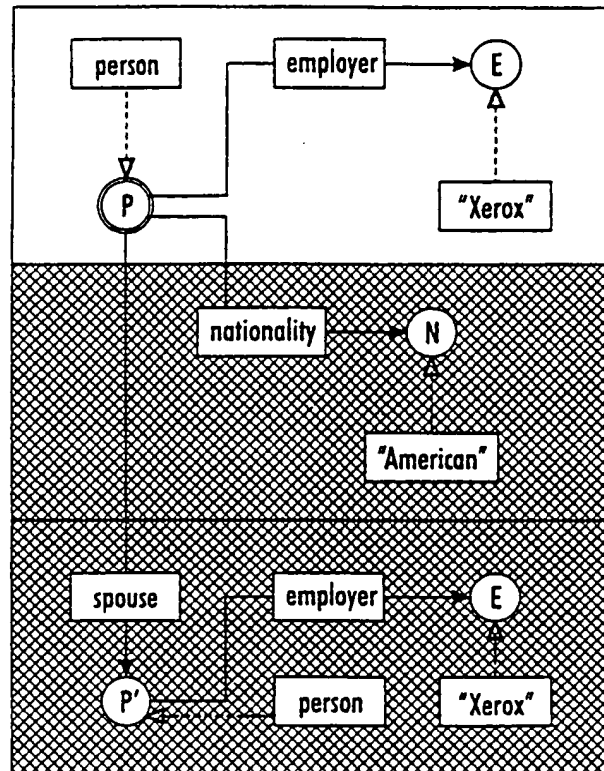 person
employer
E
P
"Xerox"
nationality
N
"American"
spouse
employer
E
P'
person
"Xerox"